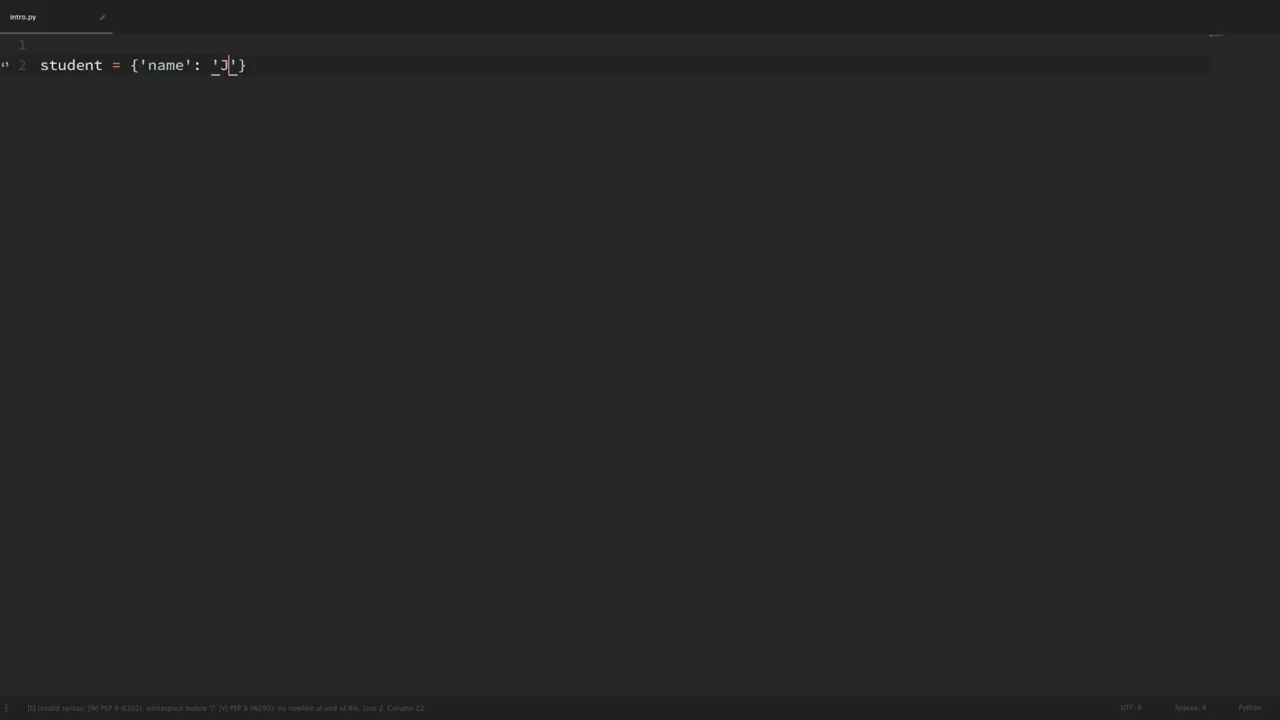 intro.py
1
2 student = {'name': 'J'}
[E] invalid syntax; [W] PEP 8 (E202): whitespace before '}'; [V] PEP 8 (W292): no newline at end of file, Line 2, Column 22
UTF-8 Spaces: 4 Python